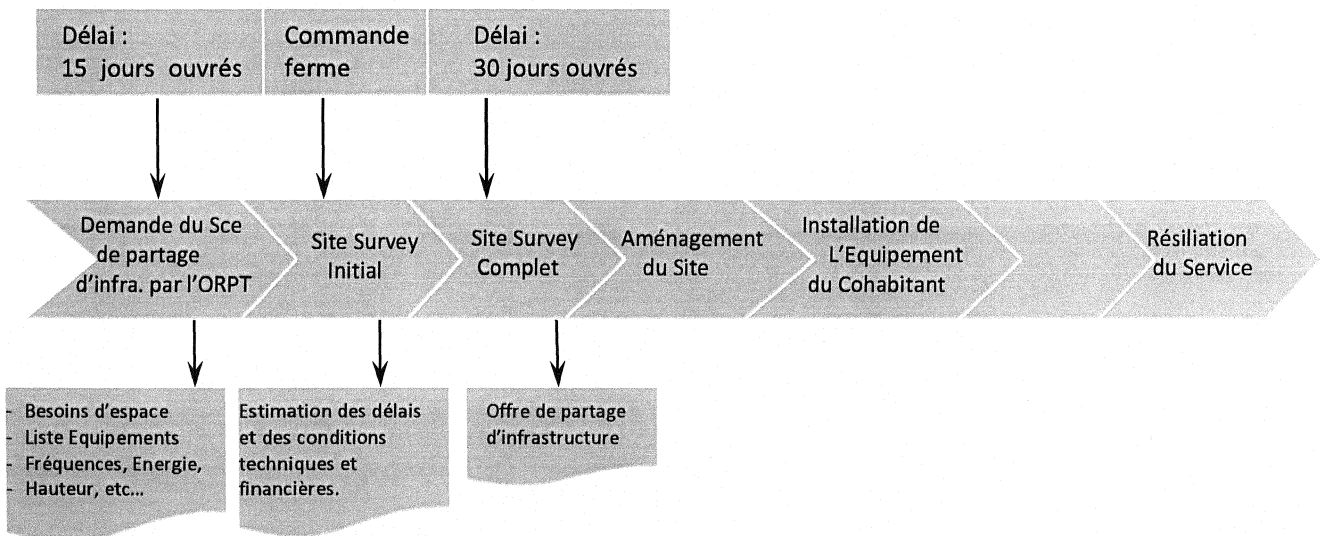 Délai :
15 jours ouvrés
Commande
ferme
Délai :
30 jours ouvrés
Demande du Sce
de partage
d'infra. par l'ORPT
Site Survey
Initial
Site Survey
Complet
Aménagement
du Site
Installation de
L'Equipement
du Cohabitant
Résiliation
du Service
- Besoins d'espace
- Liste Equipements
- Fréquences, Energie,
- Hauteur, etc...
Estimation des délais
et des conditions
techniques et
financières.
Offre de partage
d'infrastructure